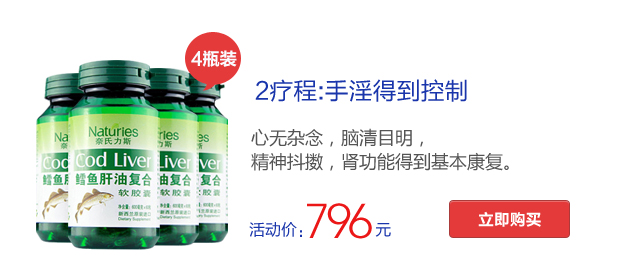 4瓶装
2疗程:手淫得到控制
心无杂念，脑清目明，
精神抖擞，肾功能得到基本康复。
活动价:796元
立即购买
Naturies
奈氏力斯
Cod Liver
鳕鱼肝油复合
软胶囊